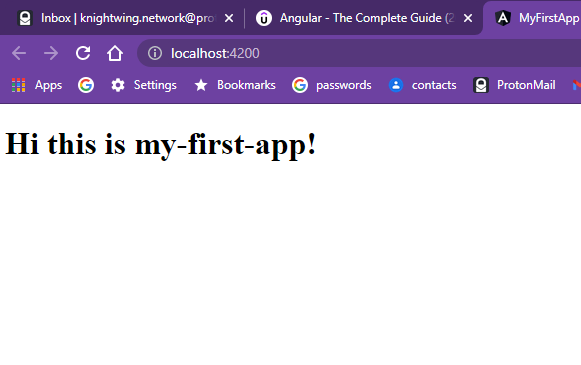 Inbox | knightwing.network@pro
Angular - The Complete Guide (2
MyFirstApp
localhost:4200
Apps
Settings
Bookmarks
passwords
contacts
ProtonMail
Hi this is my-first-app!